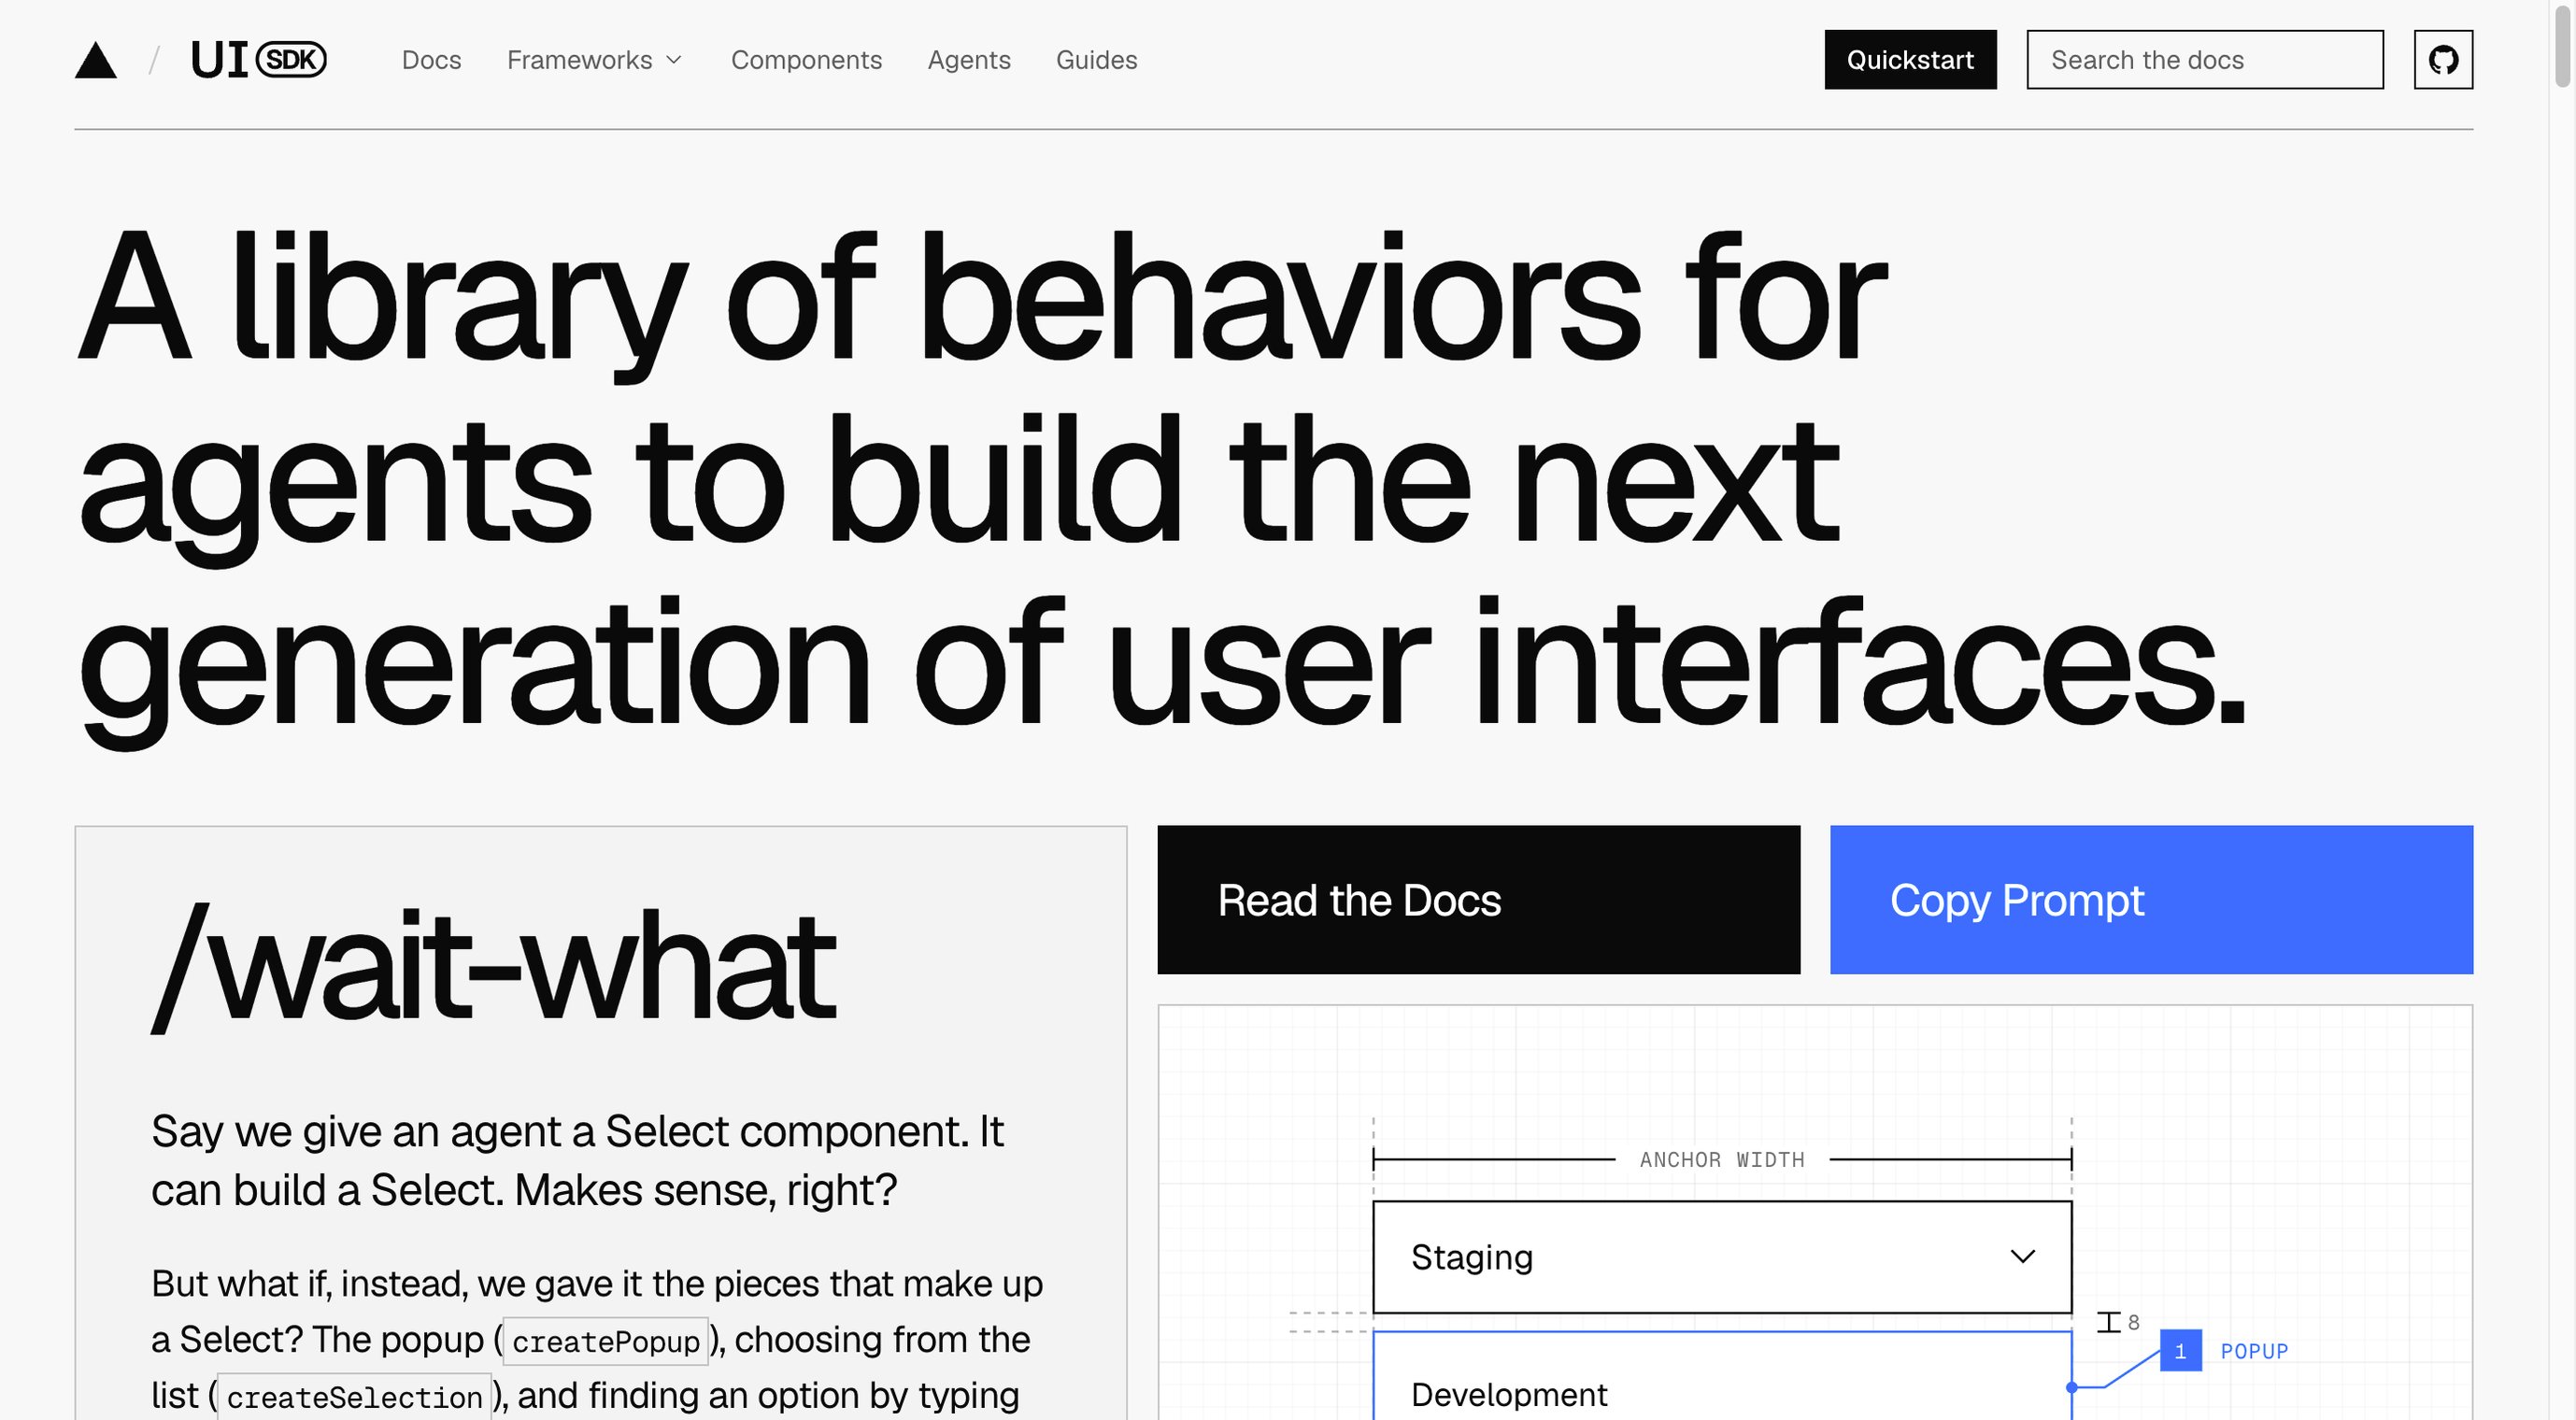 / UI SDK Docs Frameworks Components Agents Guides Quickstart Search the docs
A library of behaviors for
agents to build the next
generation of user interfaces.
/wait-what
Say we give an agent a Select component. It
can build a Select. Makes sense, right?
But what if, instead, we gave it the pieces that make up
a Select? The popup (createPopup), choosing from the
list (createSelection), and finding an option by typing
Read the Docs
Copy Prompt
ANCHOR WIDTH
Staging
8
1 POPUP
Development